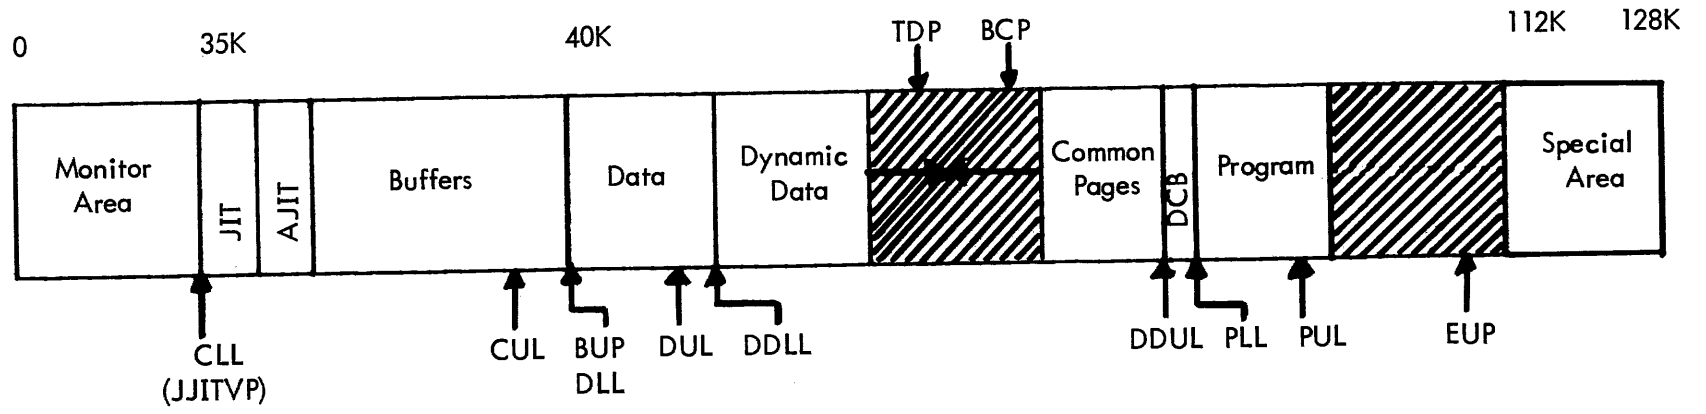 0
35K
40K
TDP
BCP
112K
128K
Monitor
Area
JIT
AJIT
Buffers
Data
Dynamic
Data
Common
Pages
DCB
Program
Special
Area
CLL
(JJITVP)
CUL
BUP
DLL
DUL
DDLL
DDUL
PLL
PUL
EUP